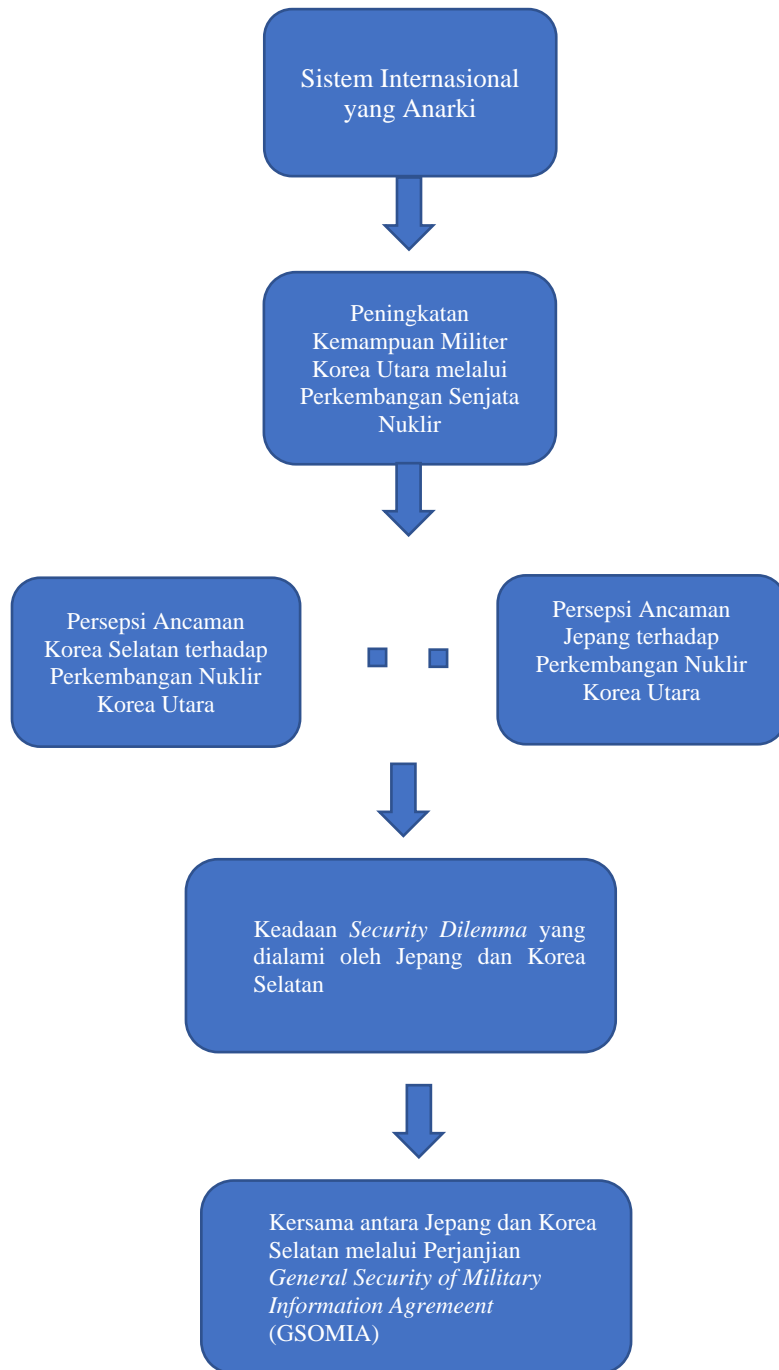 Sistem Internasional
yang Anarki
Peningkatan
Kemampuan Militer
Korea Utara melalui
Perkembangan Senjata
Nuklir
Persepsi Ancaman
Korea Selatan terhadap
Perkembangan Nuklir
Korea Utara
Persepsi Ancaman
Jepang terhadap
Perkembangan Nuklir
Korea Utara
Keadaan Security Dilemma yang
dialami oleh Jepang dan Korea
Selatan
Kersama antara Jepang dan Korea
Selatan melalui Perjanjian
General Security of Military
Information Agremeent
(GSOMIA)